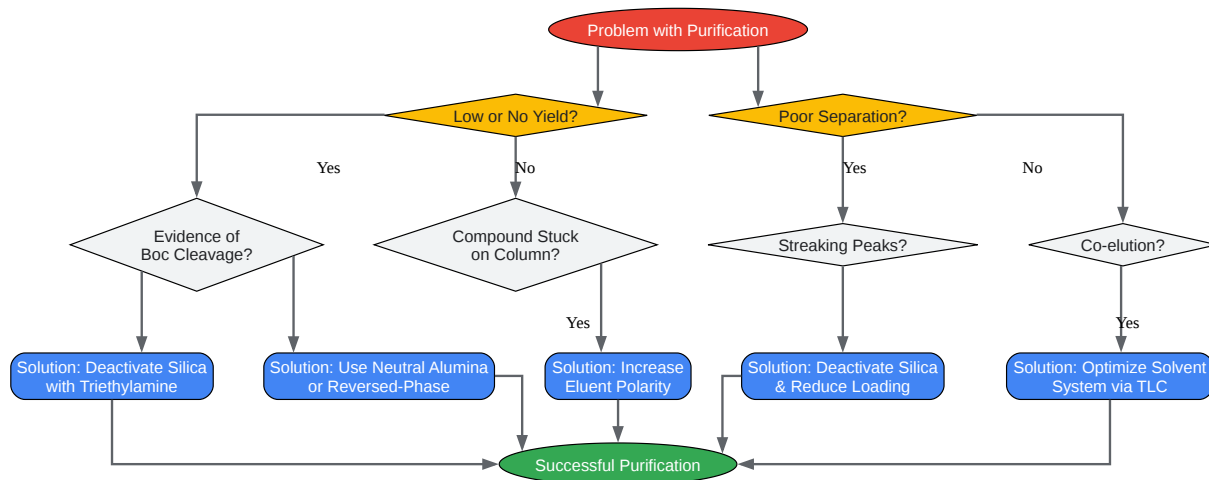 Problem with Purification
Low or No Yield?
Poor Separation?
Yes
No
Yes
No
Evidence of
Boc Cleavage?
Compound Stuck
on Column?
Streaking Peaks?
Co-elution?
Yes
Yes
Solution: Deactivate Silica
with Triethylamine
Solution: Use Neutral Alumina
or Reversed-Phase
Solution: Increase
Eluent Polarity
Solution: Deactivate Silica
& Reduce Loading
Solution: Optimize Solvent
System via TLC
Successful Purification